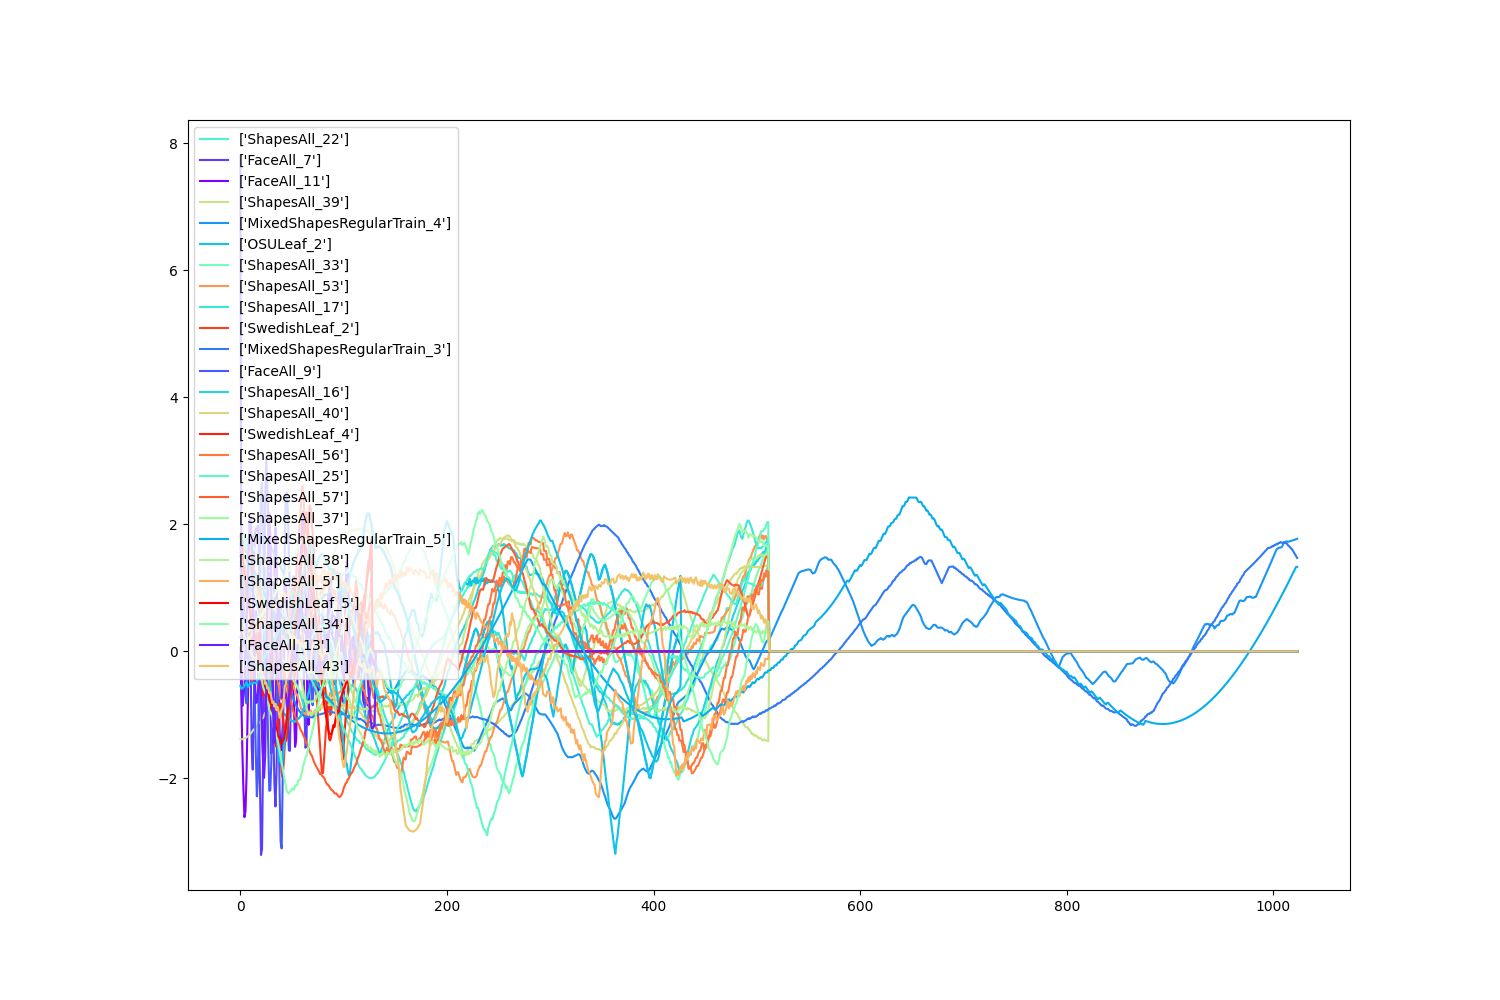 8
6
4
2
0
−2
['ShapesAll_22']
['FaceAll_7']
['FaceAll_11']
['ShapesAll_39']
['MixedShapesRegularTrain_4']
['OSULeaf_2']
['ShapesAll_33']
['ShapesAll_53']
['ShapesAll_17']
['SwedishLeaf_2']
['MixedShapesRegularTrain_3']
['FaceAll_9']
['ShapesAll_16']
['ShapesAll_40']
['SwedishLeaf_4']
['ShapesAll_56']
['ShapesAll_25']
['ShapesAll_57']
['ShapesAll_37']
['MixedShapesRegularTrain_5']
['ShapesAll_38']
['ShapesAll_5']
['SwedishLeaf_5']
['ShapesAll_34']
['FaceAll_13']
['ShapesAll_43']
0 200 400 600 800 1000